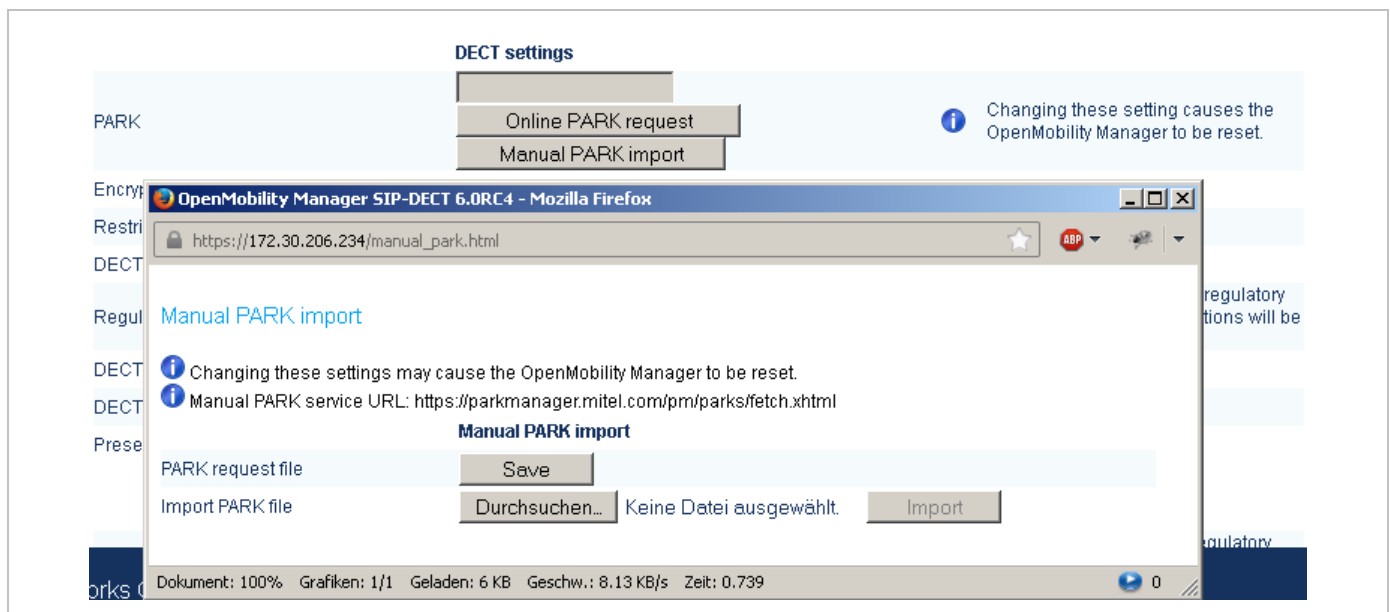 DECT settings
PARK
Online PARK request
Manual PARK import
Changing these setting causes the
OpenMobility Manager to be reset.
Encryp
Restri
DECT
Regul
DECT
DECT
Prese
regulatory
tions will be
OpenMobility Manager SIP-DECT 6.0RC4 - Mozilla Firefox
https://172.30.206.234/manual_park.html
ABP
Manual PARK import
Changing these settings may cause the OpenMobility Manager to be reset.
Manual PARK service URL: https://parkmanager.mitel.com/pm/parks/fetch.xhtml
Manual PARK import
PARK request file
Save
Import PARK file
Durchsuchen... Keine Datei ausgewählt.
Import
egulatory
orks
Dokument: 100% Grafiken: 1/1 Geladen: 6 KB Geschw.: 8.13 KB/s Zeit: 0.739
0